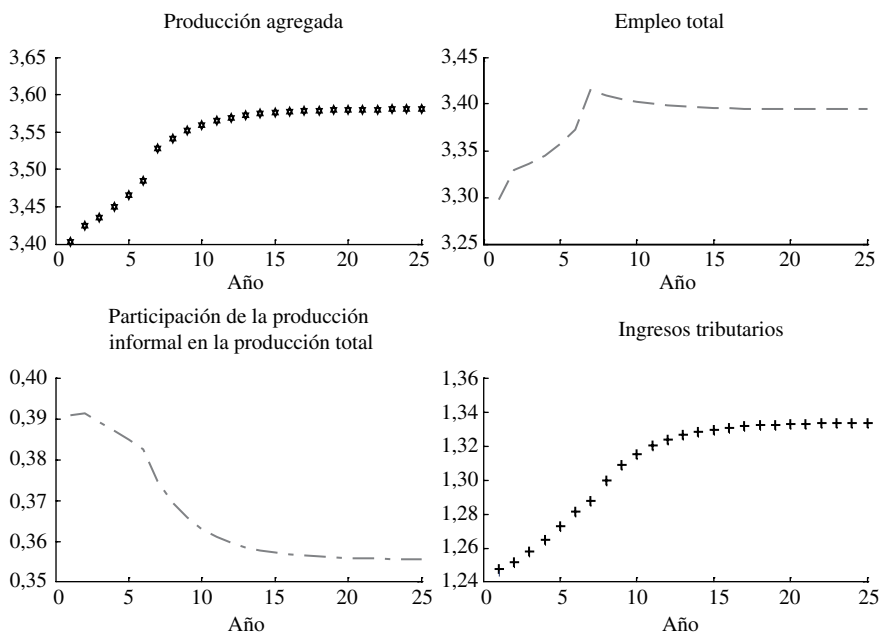 Producción agregada
3,65
3,60
3,55
3,50
3,45
3,40
0 5 10 15 20 25
Año
Empleo total
3,45
3,40
3,35
3,30
3,25
0 5 10 15 20 25
Año
Participación de la producción
informal en la producción total
0,40
0,39
0,38
0,37
0,36
0,35
0 5 10 15 20 25
Año
Ingresos tributarios
1,36
1,34
1,32
1,30
1,28
1,26
1,24
0 5 10 15 20 25
Año